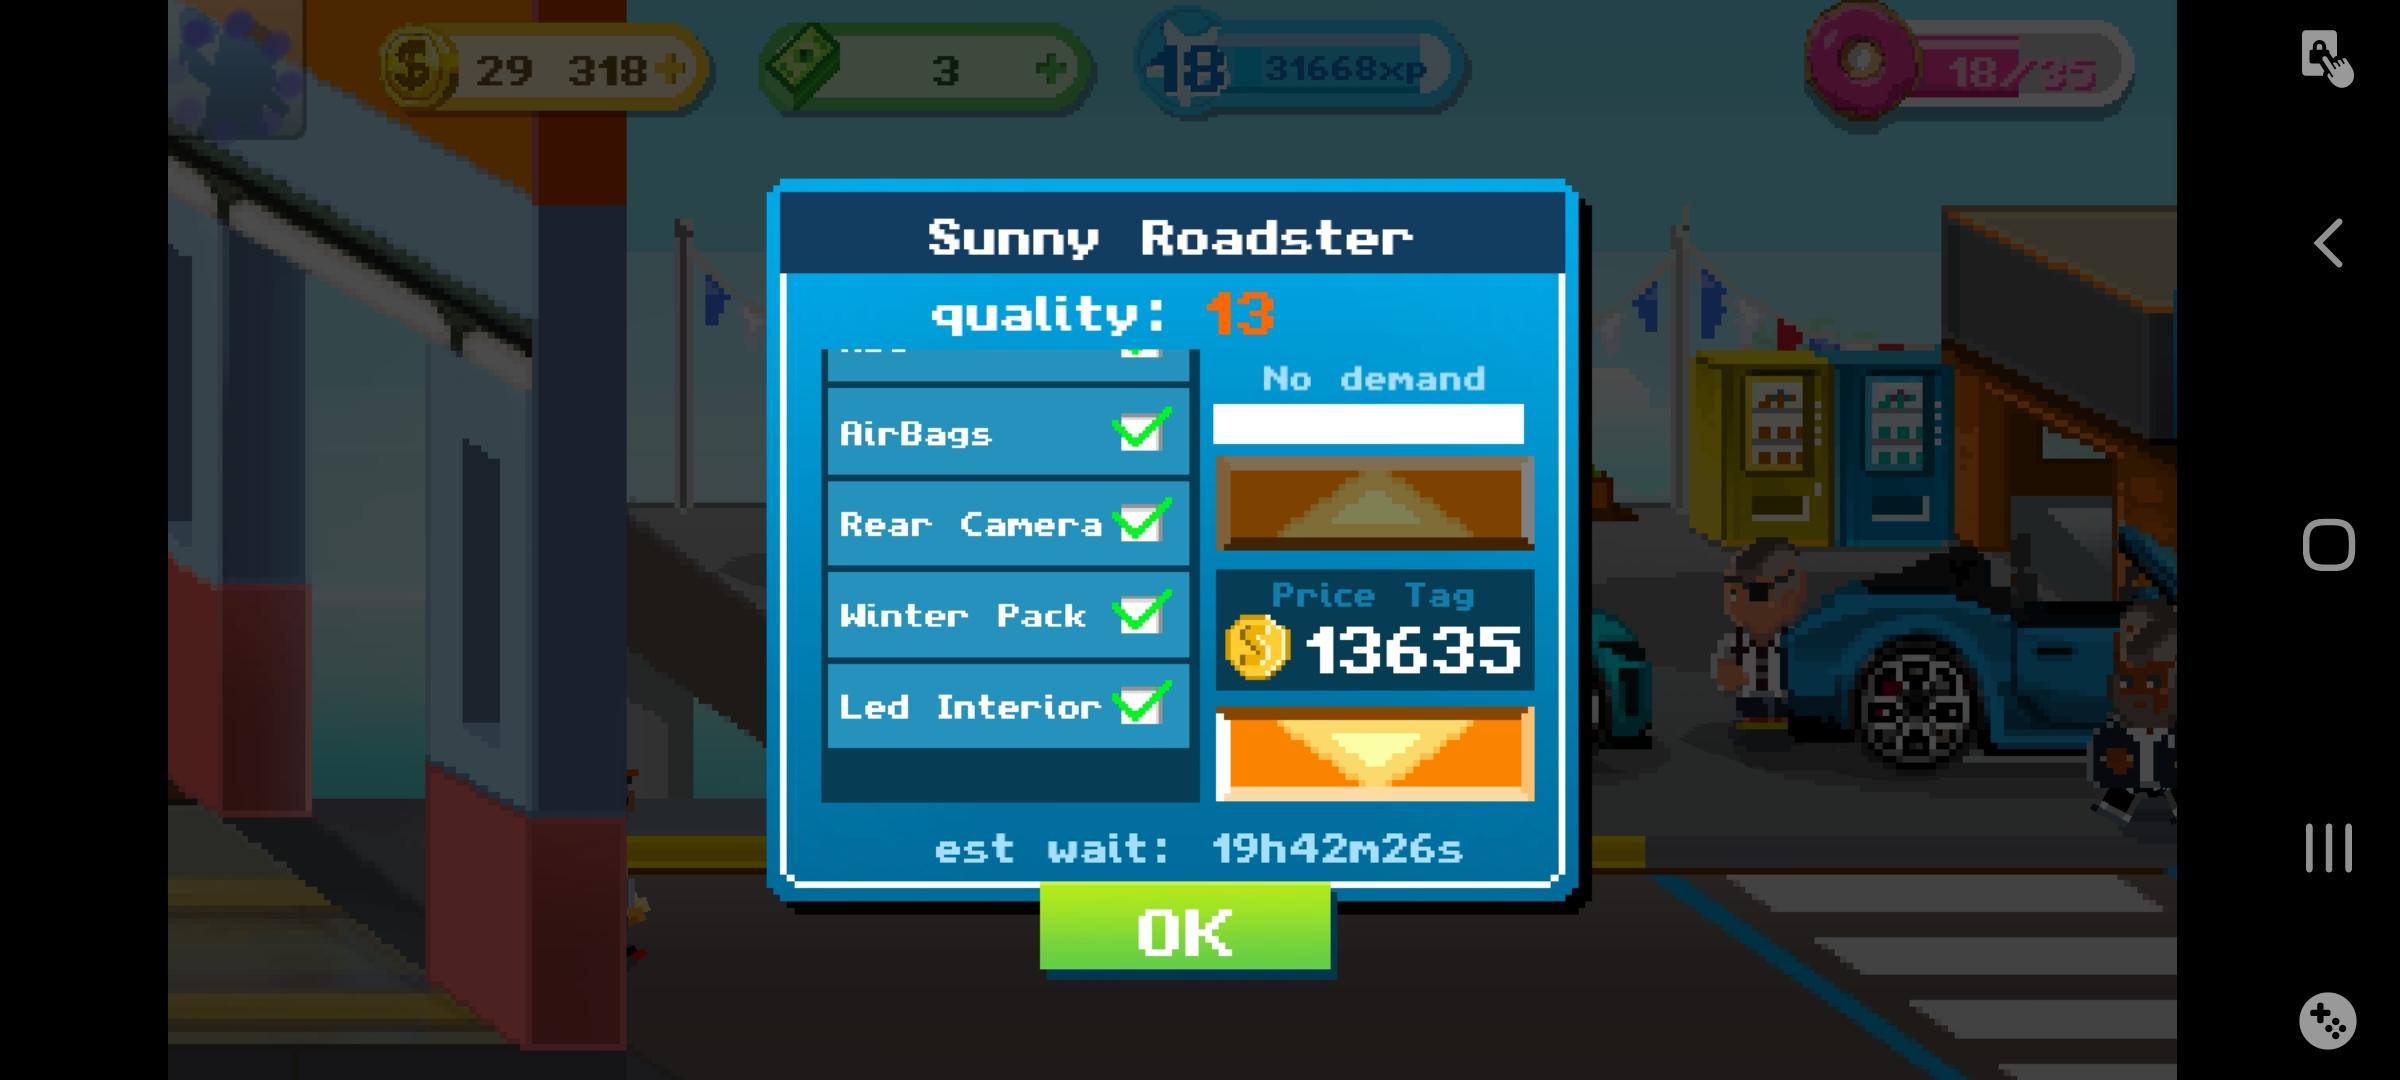 29 318 +
3 +
18 31668xp
18/35
Sunny Roadster
quality: 13
AirBags
Rear Camera
Winter Pack
Led Interior
No demand
Price Tag
13635
est wait: 19h42m26s
OK